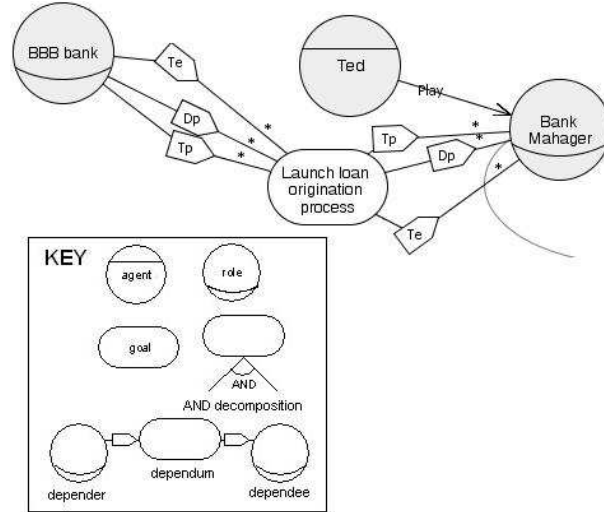 BBB bank
Te
*
Dp
*
Tp
*
Ted
Play
Bank
Mahager
Tp
*
Dp
*
Te
*
Launch loan
origination
process
KEY
agent
role
goal
AND
AND decomposition
depender
dependum
dependee